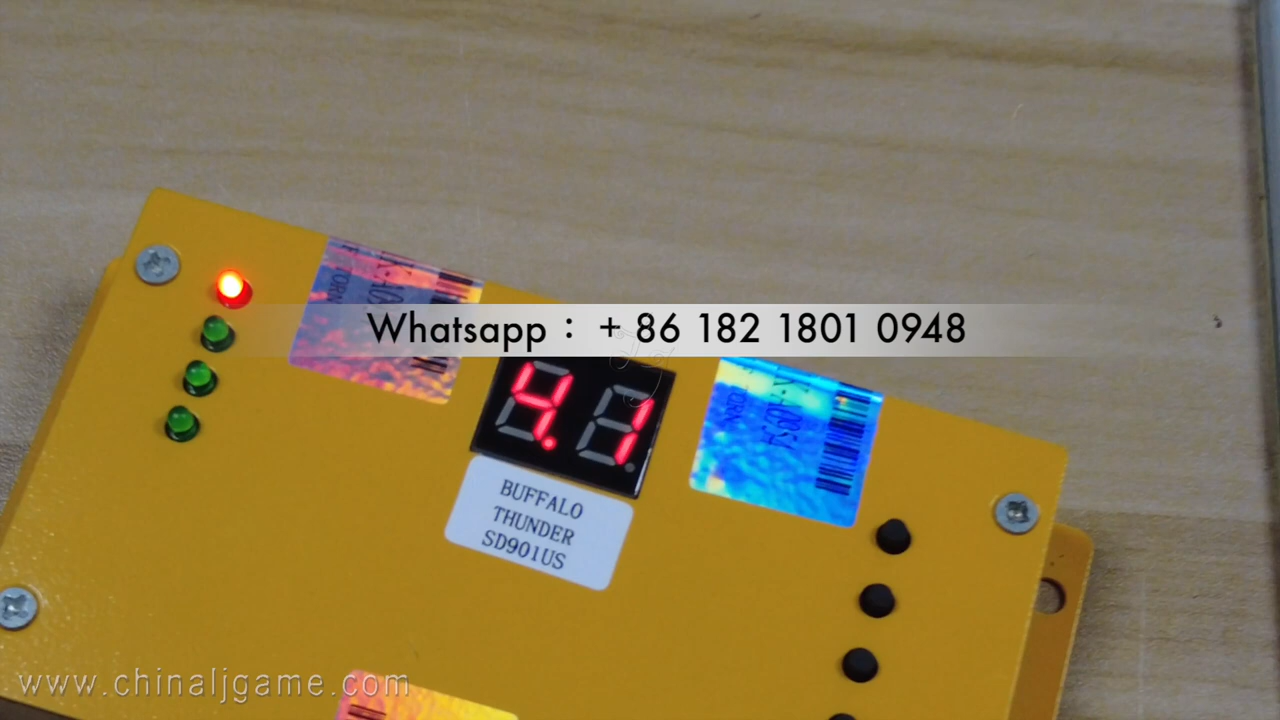 Whatsapp： + 86 182 1801 0948
4.1
BUFFALO
THUNDER
SD901US
www.chinaljgame.com